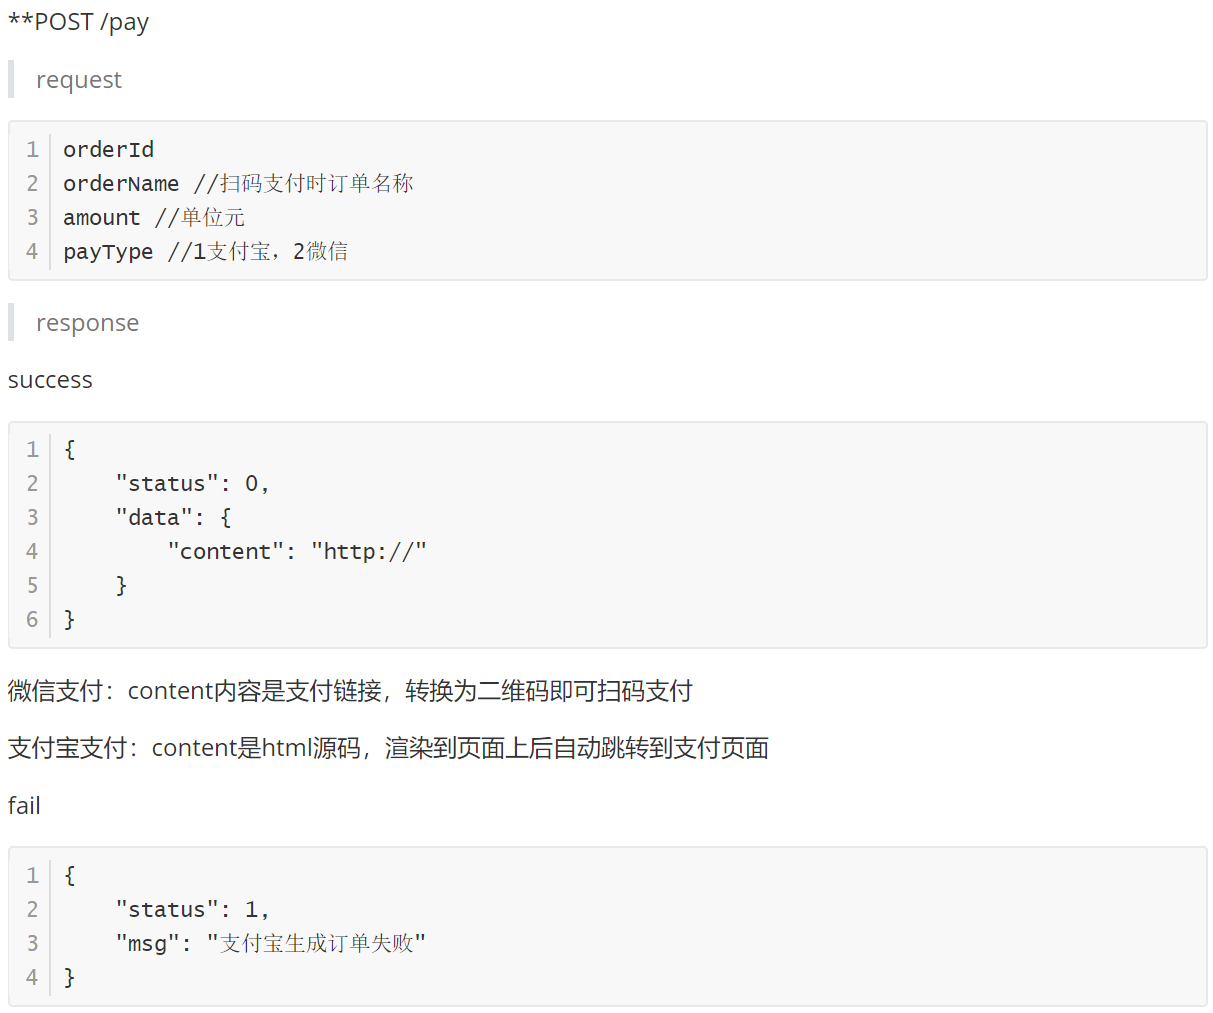 **POST /pay
request
1 orderId
2 orderName //扫码支付时订单名称
3 amount //单位元
4 payType //1支付宝，2微信
response
success
1 {
2     "status": 0,
3     "data": {
4         "content": "http://"
5     }
6 }
微信支付：content内容是支付链接，转换为二维码即可扫码支付
支付宝支付：content是html源码，渲染到页面上后自动跳转到支付页面
fail
1 {
2     "status": 1,
3     "msg": "支付宝生成订单失败"
4 }